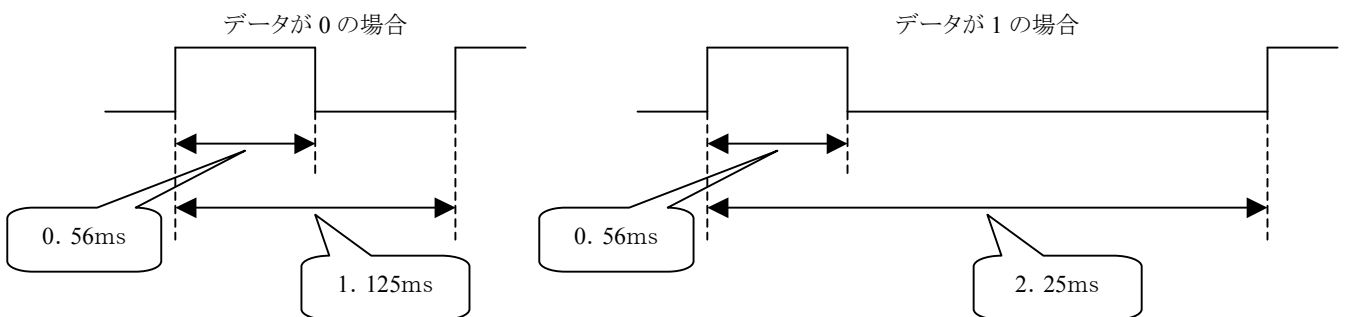 データが 0 の場合
0. 56ms
1. 125ms
データが 1 の場合
0. 56ms
2. 25ms